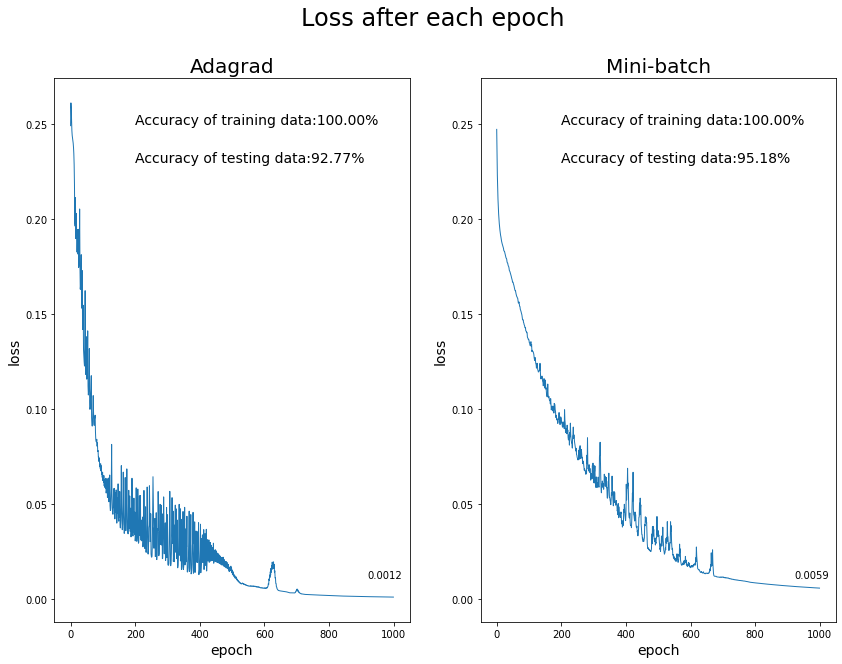 Loss after each epoch
Adagrad
Accuracy of training data:100.00%
Accuracy of testing data:92.77%
0.25
0.20
0.15
0.10
0.05
0.00
loss
0.0012
0
200
400
600
800
1000
epoch
Mini-batch
Accuracy of training data:100.00%
Accuracy of testing data:95.18%
0.25
0.20
0.15
0.10
0.05
0.00
loss
0.0059
0
200
400
600
800
1000
epoch